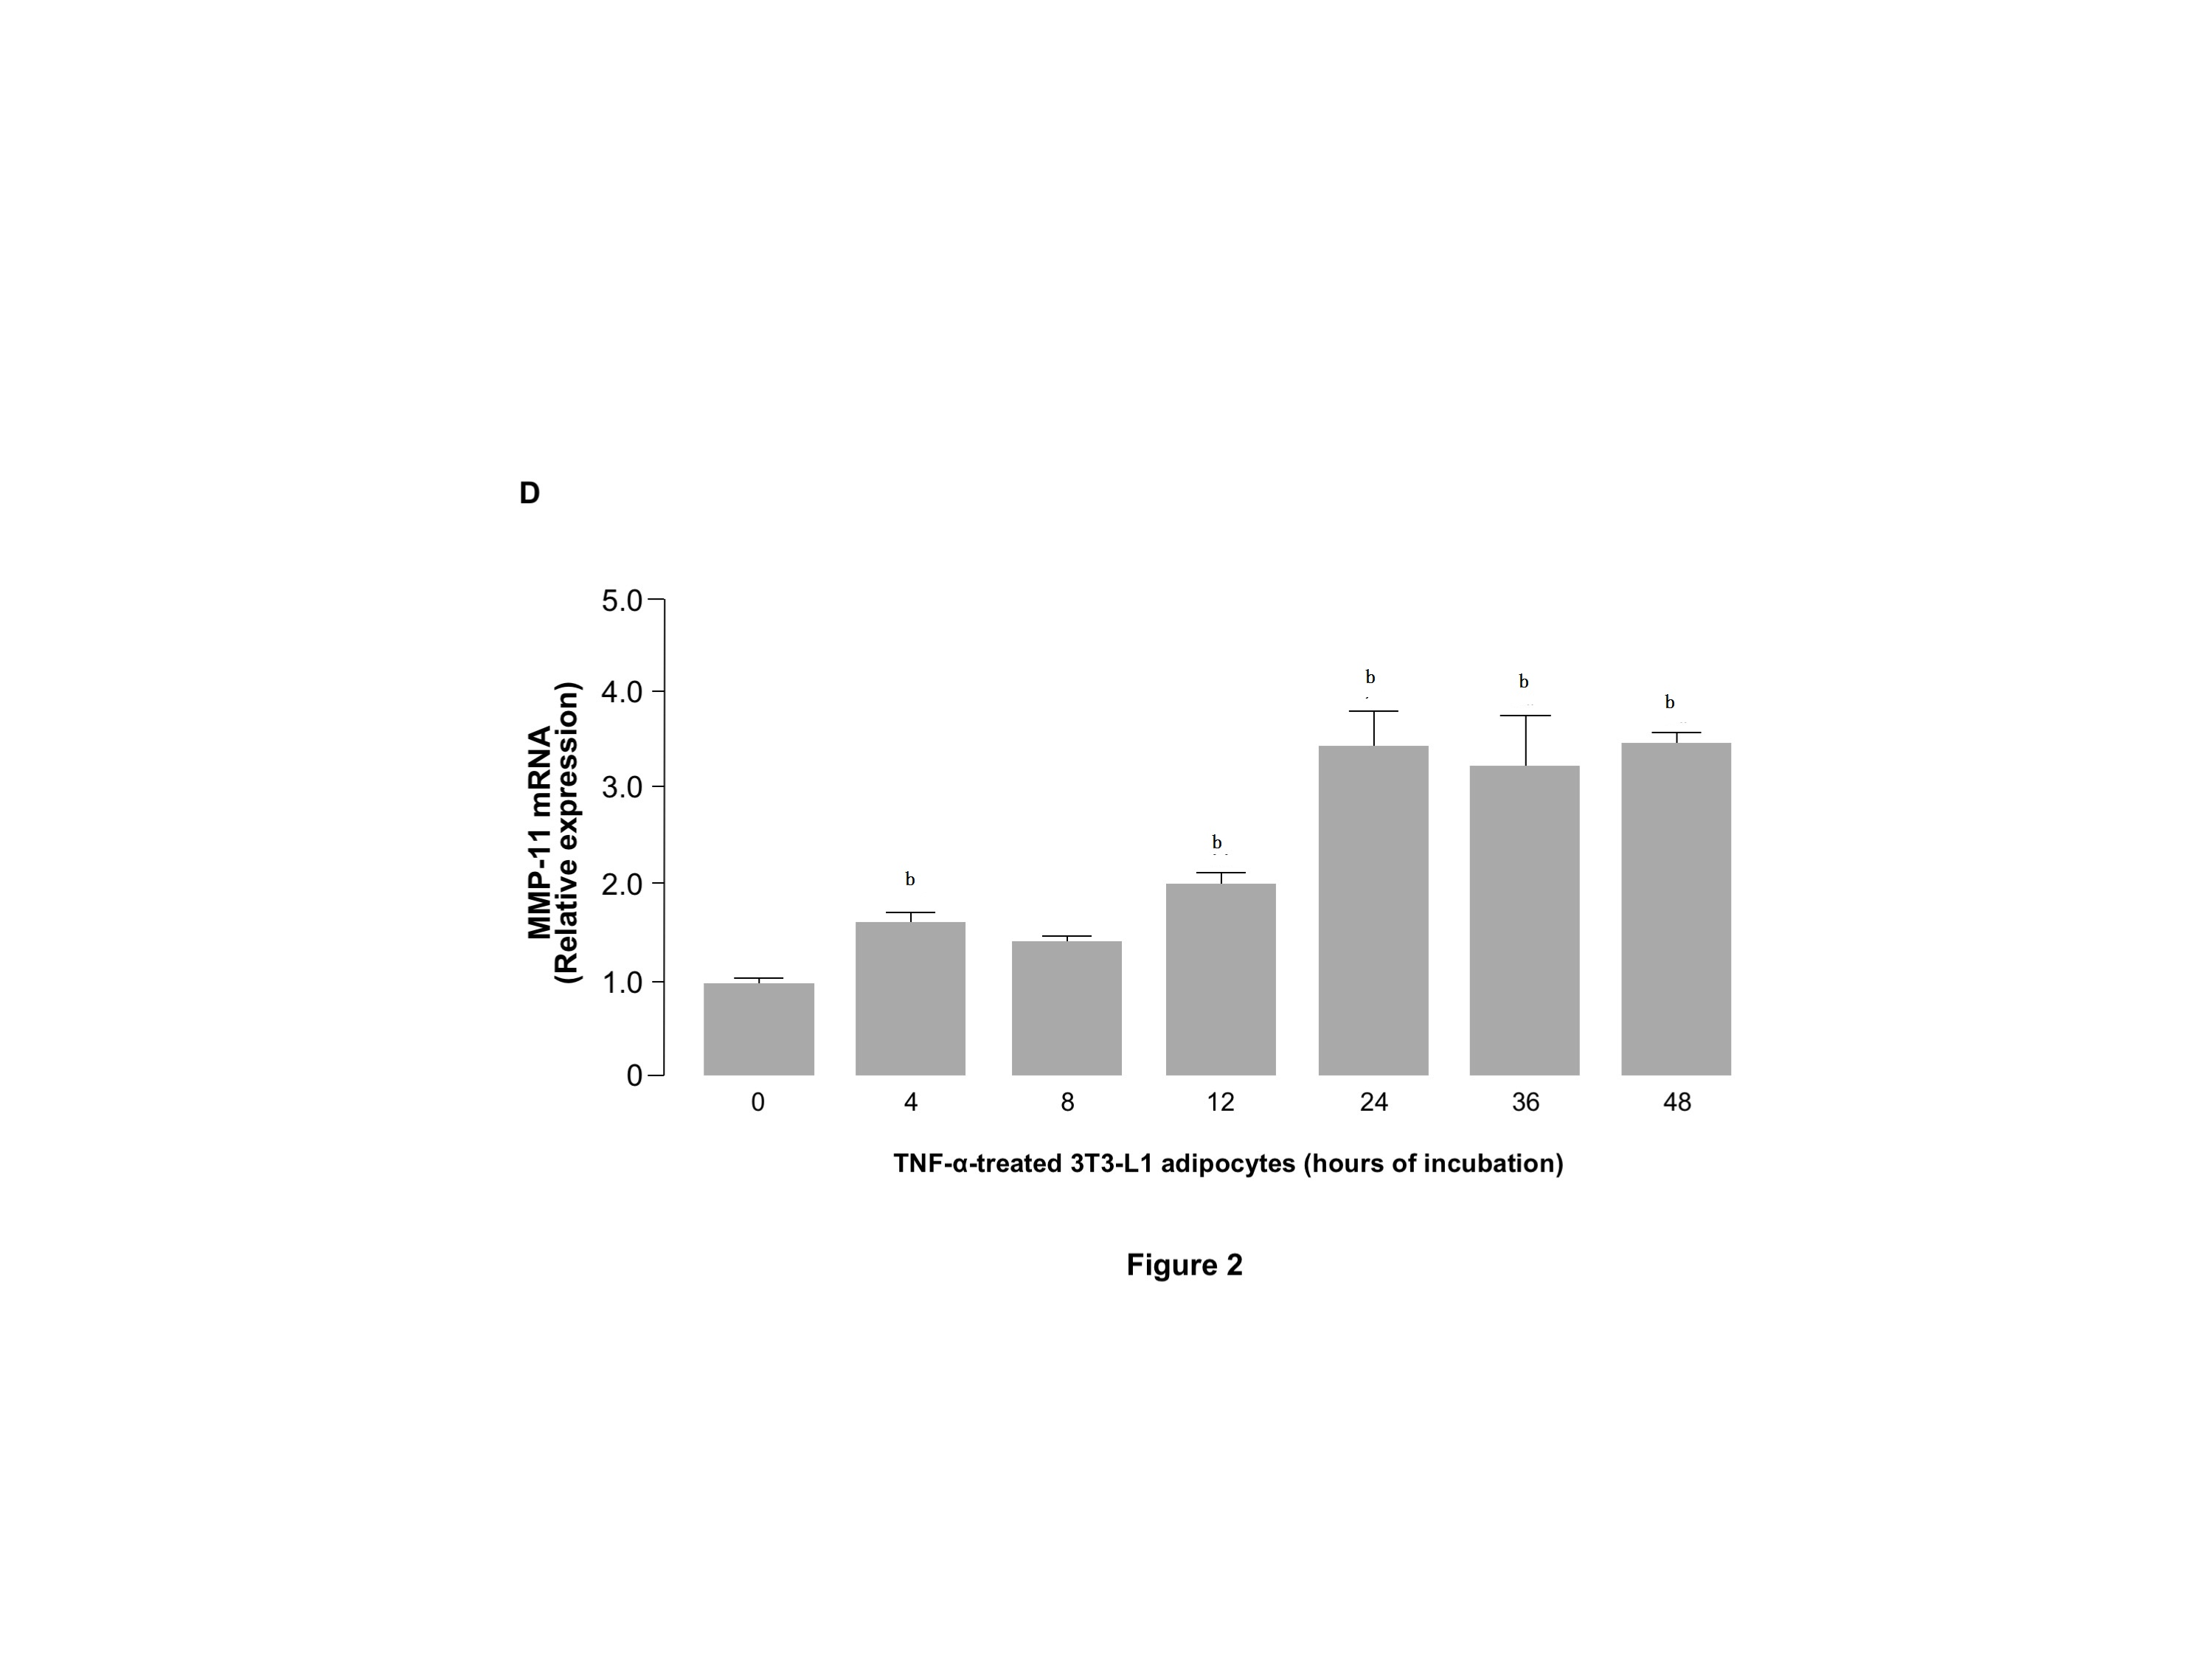 D
5.0
4.0
3.0
2.0
1.0
0
MMP-11 mRNA
(Relative expression)
b
b
b
b
b
0 4 8 12 24 36 48
TNF-α-treated 3T3-L1 adipocytes (hours of incubation)
Figure 2